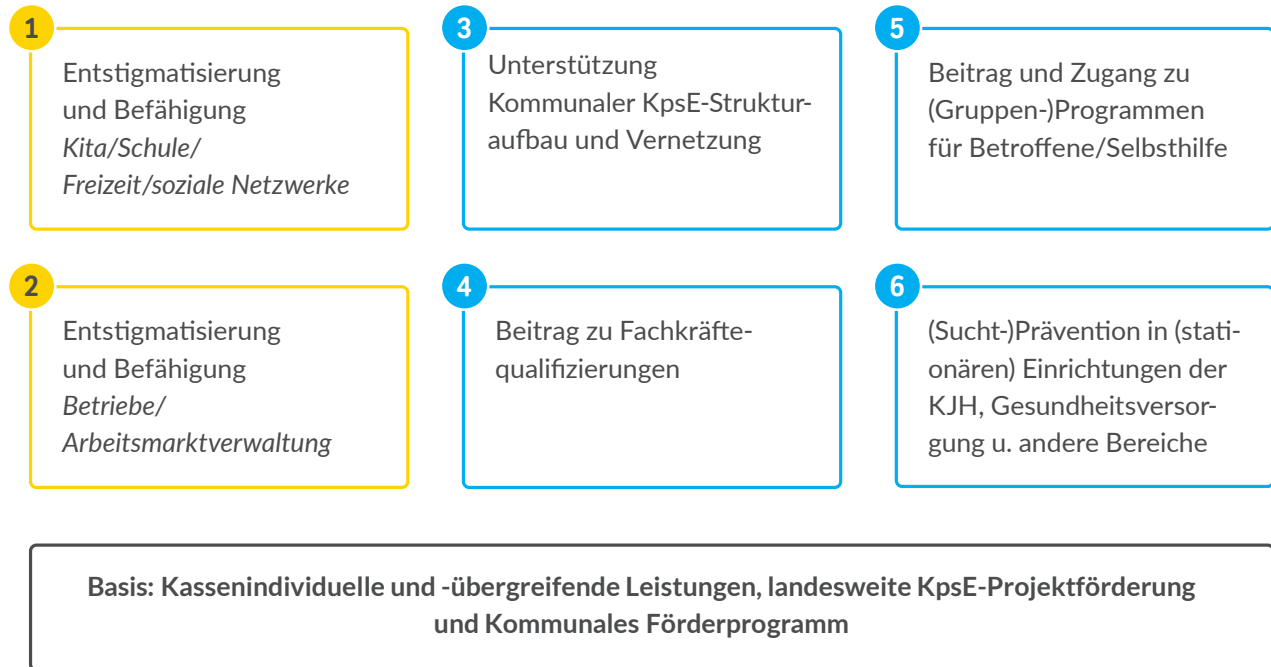 1
Entstigmatisierung
und Befähigung
Kita/Schule/
Freizeit/soziale Netzwerke
2
Entstigmatisierung
und Befähigung
Betriebe/
Arbeitsmarktverwaltung
3
Unterstützung
Kommunaler KpsE-Struktur-
aufbau und Vernetzung
4
Beitrag zu Fachkräfte-
qualifizierungen
5
Beitrag und Zugang zu
(Gruppen-)Programmen
für Betroffene/Selbsthilfe
6
(Sucht-)Prävention in (stati-
onären) Einrichtungen der
KJH, Gesundheitsversor-
gung u. andere Bereiche
Basis: Kassenindividuelle und -übergreifende Leistungen, landesweite KpsE-Projektförderung
und Kommunales Förderprogramm